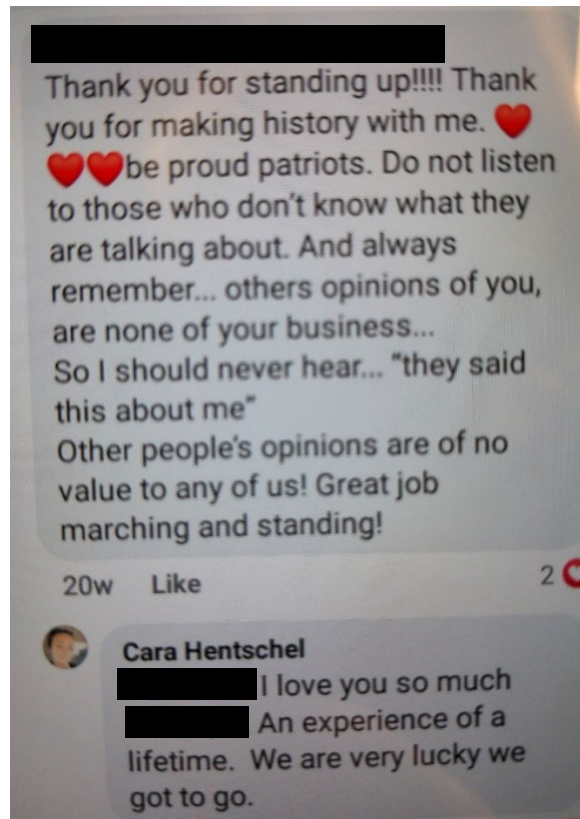 Thank you for standing up!!!! Thank
you for making history with me. ❤️
❤️❤️be proud patriots. Do not listen
to those who don't know what they
are talking about. And always
remember... others opinions of you,
are none of your business...
So I should never hear... "they said
this about me"
Other people's opinions are of no
value to any of us! Great job
marching and standing!
20w Like 2
Cara Hentschel
I love you so much
An experience of a
lifetime. We are very lucky we
got to go.